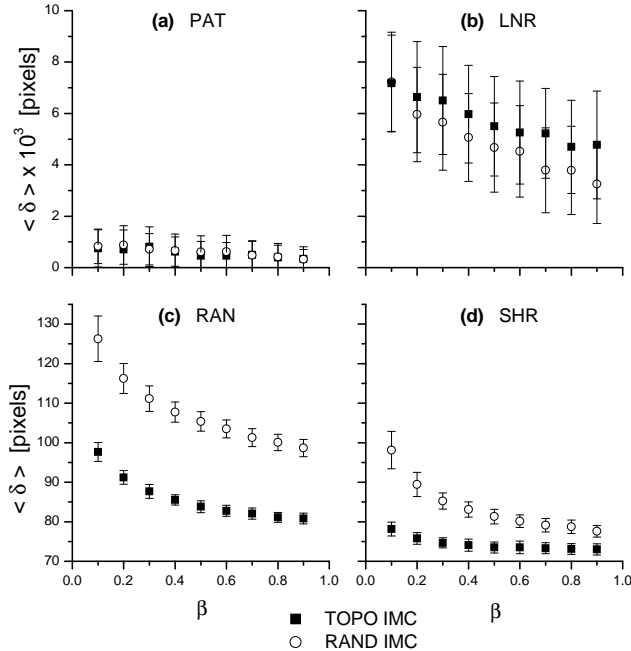 (a) PAT
(b) LNR
10
8
6
4
2
0
< δ > x 10³ [pixels]
(c) RAN
(d) SHR
130
120
110
100
90
80
70
< δ > [pixels]
0.0 0.2 0.4 0.6 0.8 0.0 0.2 0.4 0.6 0.8 1.0
β β
TOPO IMC
RAND IMC